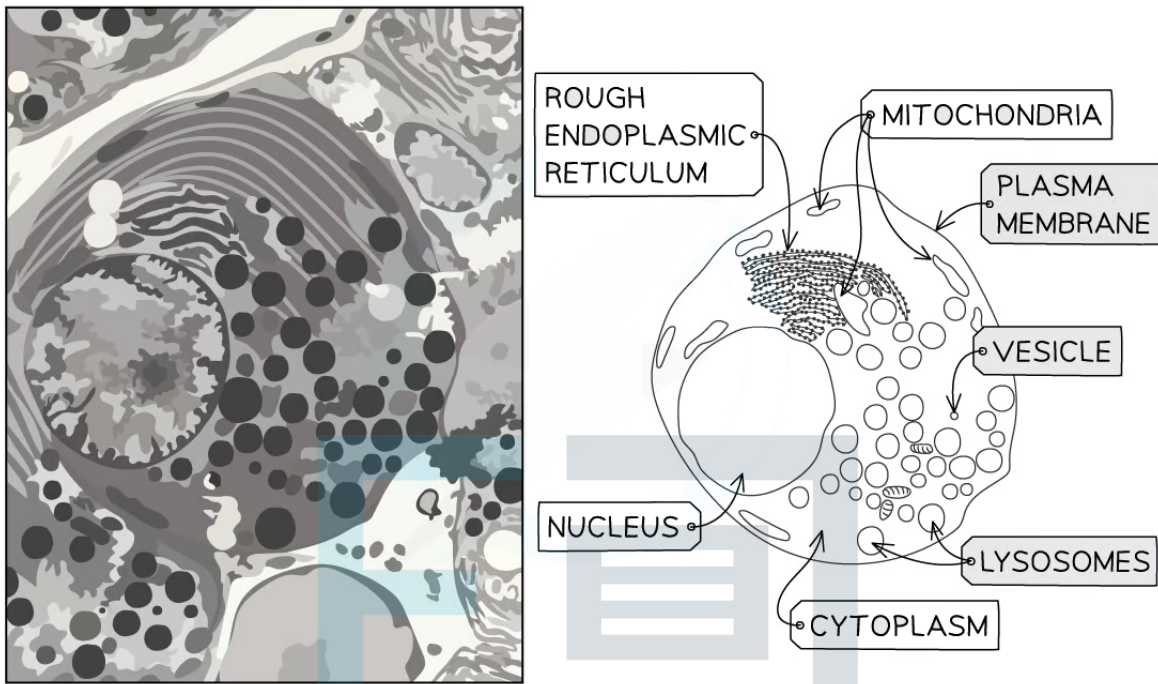 ROUGH
ENDOPLASMIC
RETICULUM
MITOCHONDRIA
PLASMA
MEMBRANE
VESICLE
NUCLEUS
LYSOSOMES
CYTOPLASM